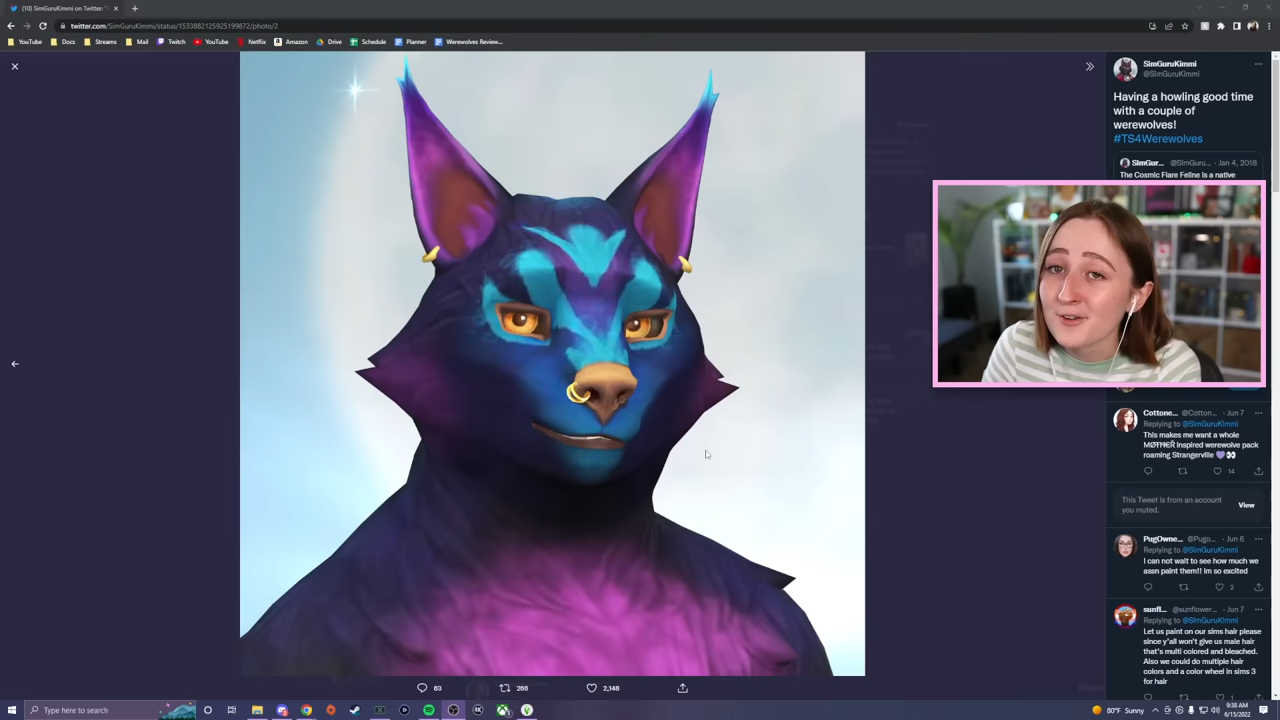 (10) SimGuruKimmi on Twitter: "
twitter.com/SimGuruKimmi/status/1533882125925199872/photo/2
YouTube
Docs
Streams
Mail
Twitch
YouTube
Netflix
Amazon
Drive
Schedule
Planner
Werewolves Review...
SimGuruKimmi
@SimGuruKimmi
Having a howling good time
with a couple of
werewolves!
#TS4Werewolves
SimGur... @SimGuru... · Jan 4, 2018
The Cosmic Flare Feline is a native
Cottone... @Cotton... · Jun 7
Replying to @SimGuruKimmi
This makes me want a whole
inspired werewolve pack
roaming Strangerville 💜👀
14
This Tweet is from an account
you muted.
View
PugOwne... @Pugo... · Jun 6
Replying to @SimGuruKimmi
I can not wait to see how much we
assn paint them!! im so excited
3
sunfl... @sunflower... · Jun 7
Replying to @SimGuruKimmi
Let us paint on our sims hair please
since y'all won't give us male hair
that's multi colored and bleached.
Also we could do multiple hair
colors and a color wheel in sims 3
for hair
1
63
266
2,148
Type here to search
80°F Sunny
9:38 AM
6/15/2022